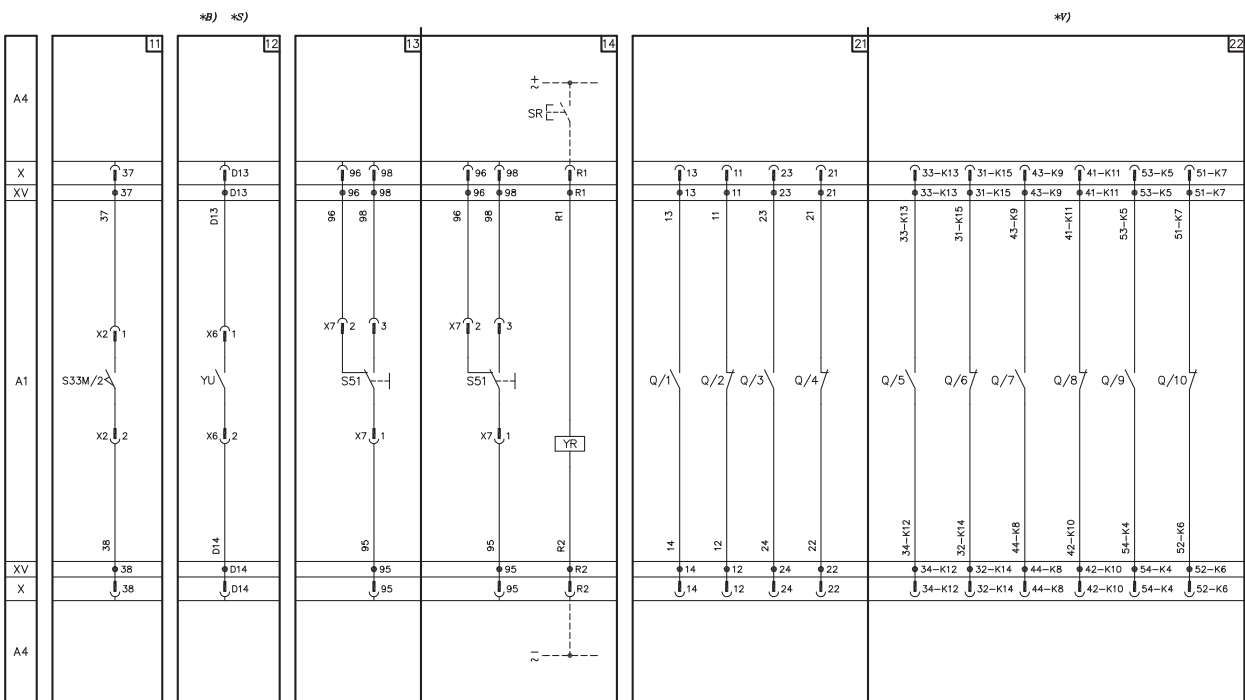 *B) *S) *V)
11 12 13 14 21 22
A4
+
~
SR
X 37 D13 96 98 96 98 R1 13 11 23 21 33-K13 31-K15 43-K9 41-K11 53-K5 51-K7
XV 37 D13 96 98 96 98 R1 13 11 23 21 33-K13 31-K15 43-K9 41-K11 53-K5 51-K7
37 D13 96 98 96 98 R1 13 11 23 21 33-K13 31-K15 43-K9 41-K11 53-K5 51-K7
X7 2 3 X7 2 3
X2 1 X6 1
A1 S33M/2 YU S51 S51 Q/1 Q/2 Q/3 Q/4 Q/5 Q/6 Q/7 Q/8 Q/9 Q/10
X2 2 X6 2 X7 1 X7 1 YR
38 D14 95 95 R2 14 12 24 22 34-K12 32-K14 44-K8 42-K10 54-K4 52-K6
XV 38 D14 95 95 R2 14 12 24 22 34-K12 32-K14 44-K8 42-K10 54-K4 52-K6
X 38 D14 95 95 R2 14 12 24 22 34-K12 32-K14 44-K8 42-K10 54-K4 52-K6
A4
−
~